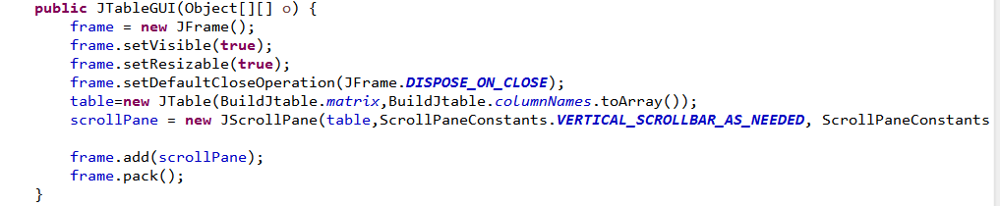 public JTableGUI(Object[][] o) {
frame = new JFrame();
frame.setVisible(true);
frame.setResizable(true);
frame.setDefaultCloseOperation(JFrame.DISPOSE_ON_CLOSE);
table=new JTable(BuildJtable.matrix,BuildJtable.columnNames.toArray());
scrollPane = new JScrollPane(table,ScrollPaneConstants.VERTICAL_SCROLLBAR_AS_NEEDED, ScrollPaneConstants
frame.add(scrollPane);
frame.pack();
}